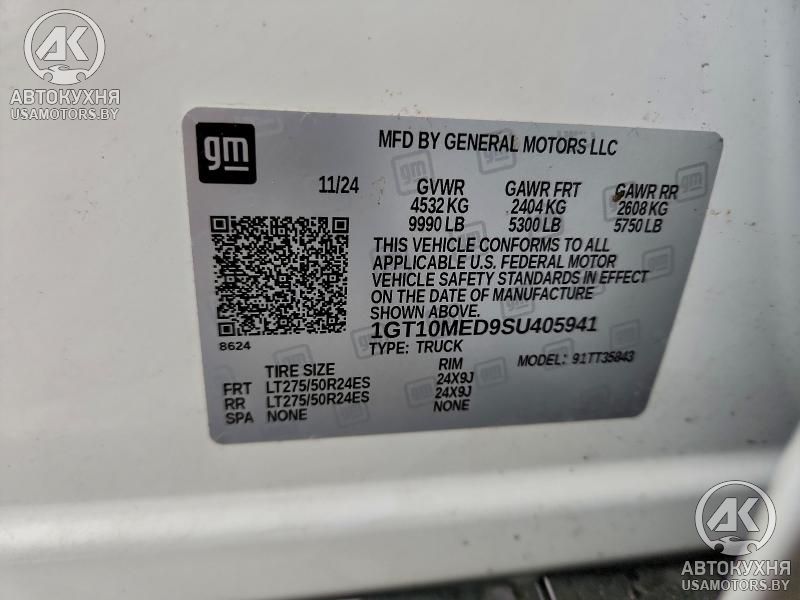 AK
АВТОКУХНЯ
USAMOTORS.BY
gm
MFD BY GENERAL MOTORS LLC
11/24 GVWR GAWR FRT GAWR RR
4532 KG 2404 KG 2608 KG
9990 LB 5300 LB 5750 LB
THIS VEHICLE CONFORMS TO ALL
APPLICABLE U.S. FEDERAL MOTOR
VEHICLE SAFETY STANDARDS IN EFFECT
ON THE DATE OF MANUFACTURE
SHOWN ABOVE.
1GT10MED9SU405941
8624
TYPE: TRUCK MODEL: 91TT35843
TIRE SIZE RIM
FRT LT275/50R24ES 24X9J
RR LT275/50R24ES 24X9J
SPA NONE NONE
AK
АВТОКУХНЯ
USAMOTORS.BY